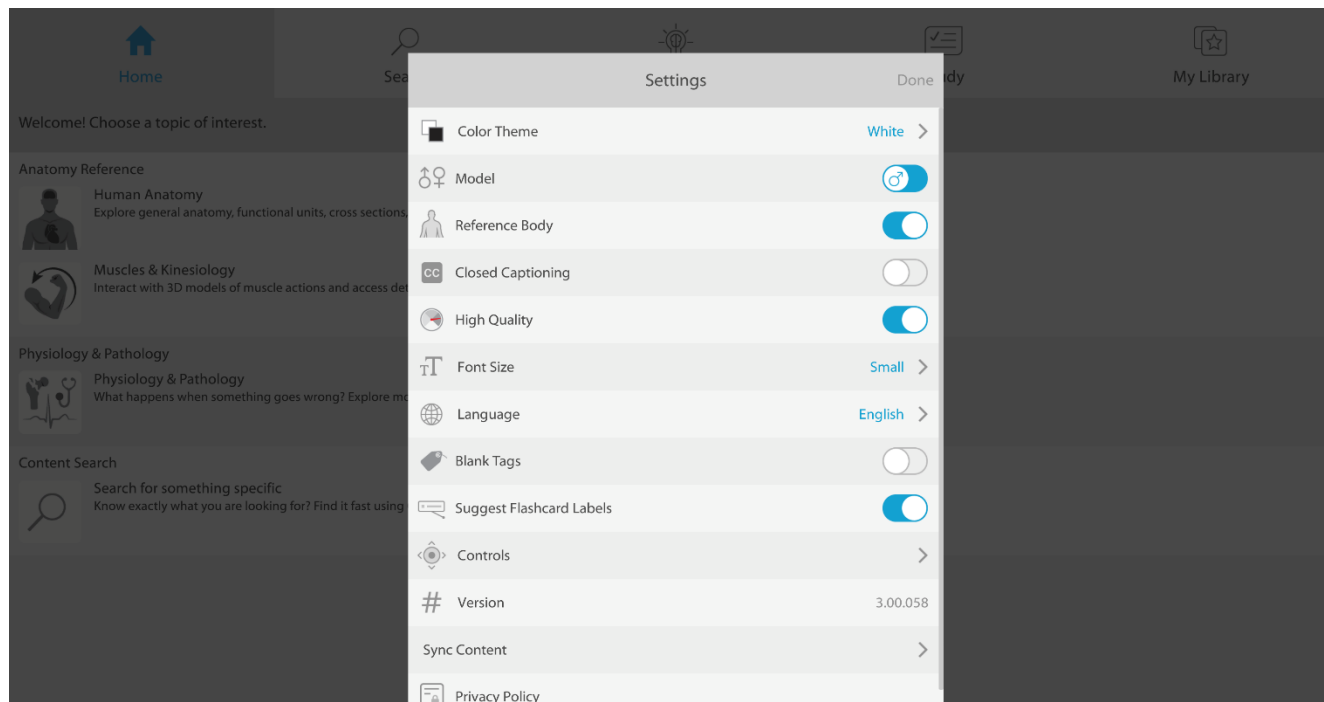 Home
Sea
dy
My Library
Welcome! Choose a topic of interest.
Anatomy Reference
Human Anatomy
Explore general anatomy, functional units, cross sections,
Muscles & Kinesiology
Interact with 3D models of muscle actions and access det
Physiology & Pathology
Physiology & Pathology
What happens when something goes wrong? Explore mo
Content Search
Search for something specific
Know exactly what you are looking for? Find it fast using
Settings
Done
Color Theme White
Model
Reference Body
CC Closed Captioning
High Quality
TT Font Size Small
Language English
Blank Tags
Suggest Flashcard Labels
Controls
# Version 3.00.058
Sync Content
Privacy Policy